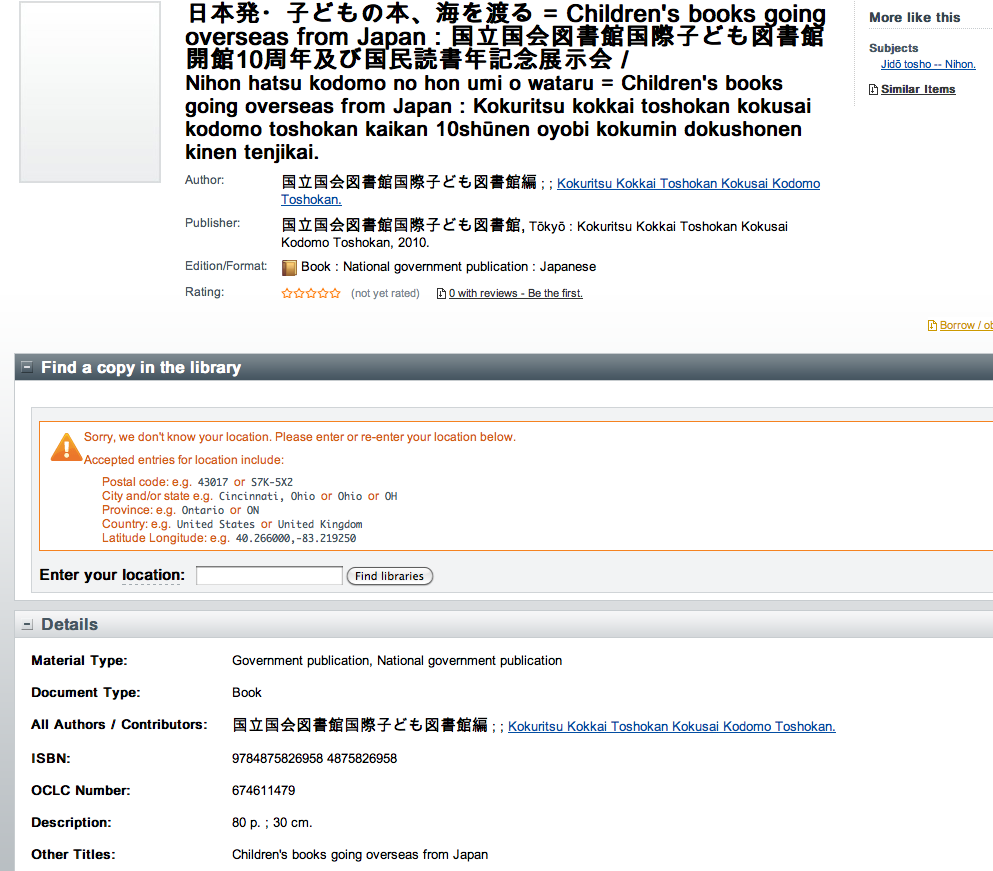 日本発・子どもの本、海を渡る = Children's books going
overseas from Japan : 国立国会図書館国際子ども図書館
開館10周年及び国民読書年記念展示会 /
Nihon hatsu kodomo no hon umi o wataru = Children's books
going overseas from Japan : Kokuritsu kokkai toshokan kokusai
kodomo toshokan kaikan 10shūnen oyobi kokumin dokushonen
kinen tenjikai.
Author: 国立国会図書館国際子ども図書館編 ; ; Kokuritsu Kokkai Toshokan Kokusai Kodomo
Toshokan.
Publisher: 国立国会図書館国際子ども図書館, Tōkyō : Kokuritsu Kokkai Toshokan Kokusai
Kodomo Toshokan, 2010.
Edition/Format: Book : National government publication : Japanese
Rating: (not yet rated) 0 with reviews - Be the first.
More like this
Subjects
Jidō tosho -- Nihon.
Similar Items
Borrow / ob
Find a copy in the library
Sorry, we don't know your location. Please enter or re-enter your location below.
Accepted entries for location include:
Postal code: e.g. 43017 or S7K-5X2
City and/or state e.g. Cincinnati, Ohio or Ohio or OH
Province: e.g. Ontario or ON
Country: e.g. United States or United Kingdom
Latitude Longitude: e.g. 40.266000,-83.219250
Enter your location: Find libraries
Details
Material Type: Government publication, National government publication
Document Type: Book
All Authors / Contributors: 国立国会図書館国際子ども図書館編 ; ; Kokuritsu Kokkai Toshokan Kokusai Kodomo Toshokan.
ISBN: 9784875826958 4875826958
OCLC Number: 674611479
Description: 80 p. ; 30 cm.
Other Titles: Children's books going overseas from Japan